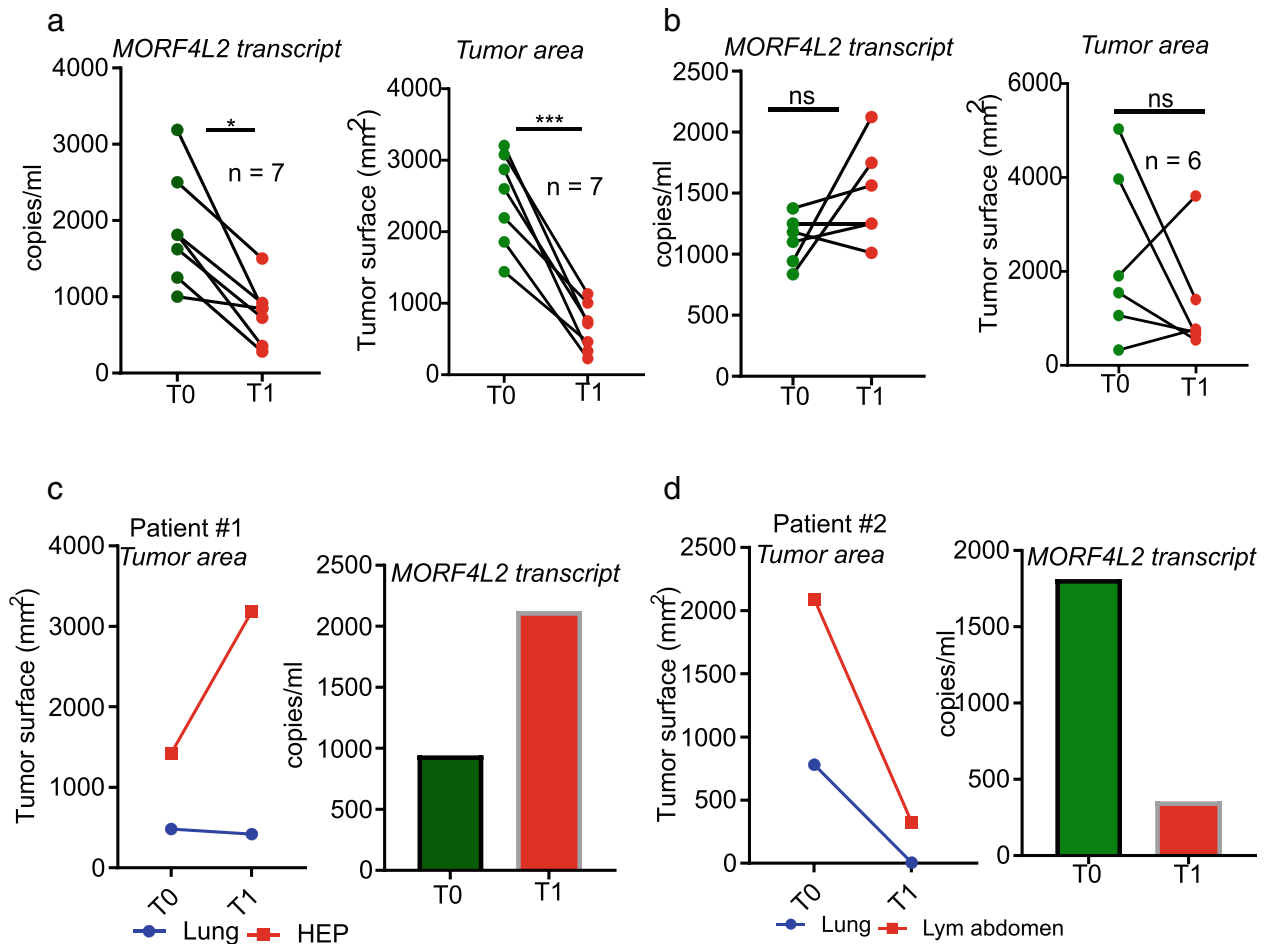 a
MORF4L2 transcript
copies/ml
4000
3000
2000
1000
0
*
n = 7
T0 T1
Tumor area
Tumor surface (mm2)
4000
3000
2000
1000
0
***
n = 7
T0 T1
b
MORF4L2 transcript
copies/ml
2500
2000
1500
1000
500
0
ns
T0 T1
Tumor area
Tumor surface (mm2)
6000
4000
2000
0
ns
n = 6
T0 T1
c
Patient #1
Tumor area
Tumor surface (mm2)
4000
3000
2000
1000
0
T0 T1
Lung HEP
MORF4L2 transcript
copies/ml
2500
2000
1500
1000
500
0
T0 T1
d
Patient #2
Tumor area
Tumor surface (mm2)
2500
2000
1500
1000
500
0
T0 T1
Lung Lym abdomen
MORF4L2 transcript
copies/ml
2000
1500
1000
500
0
T0 T1